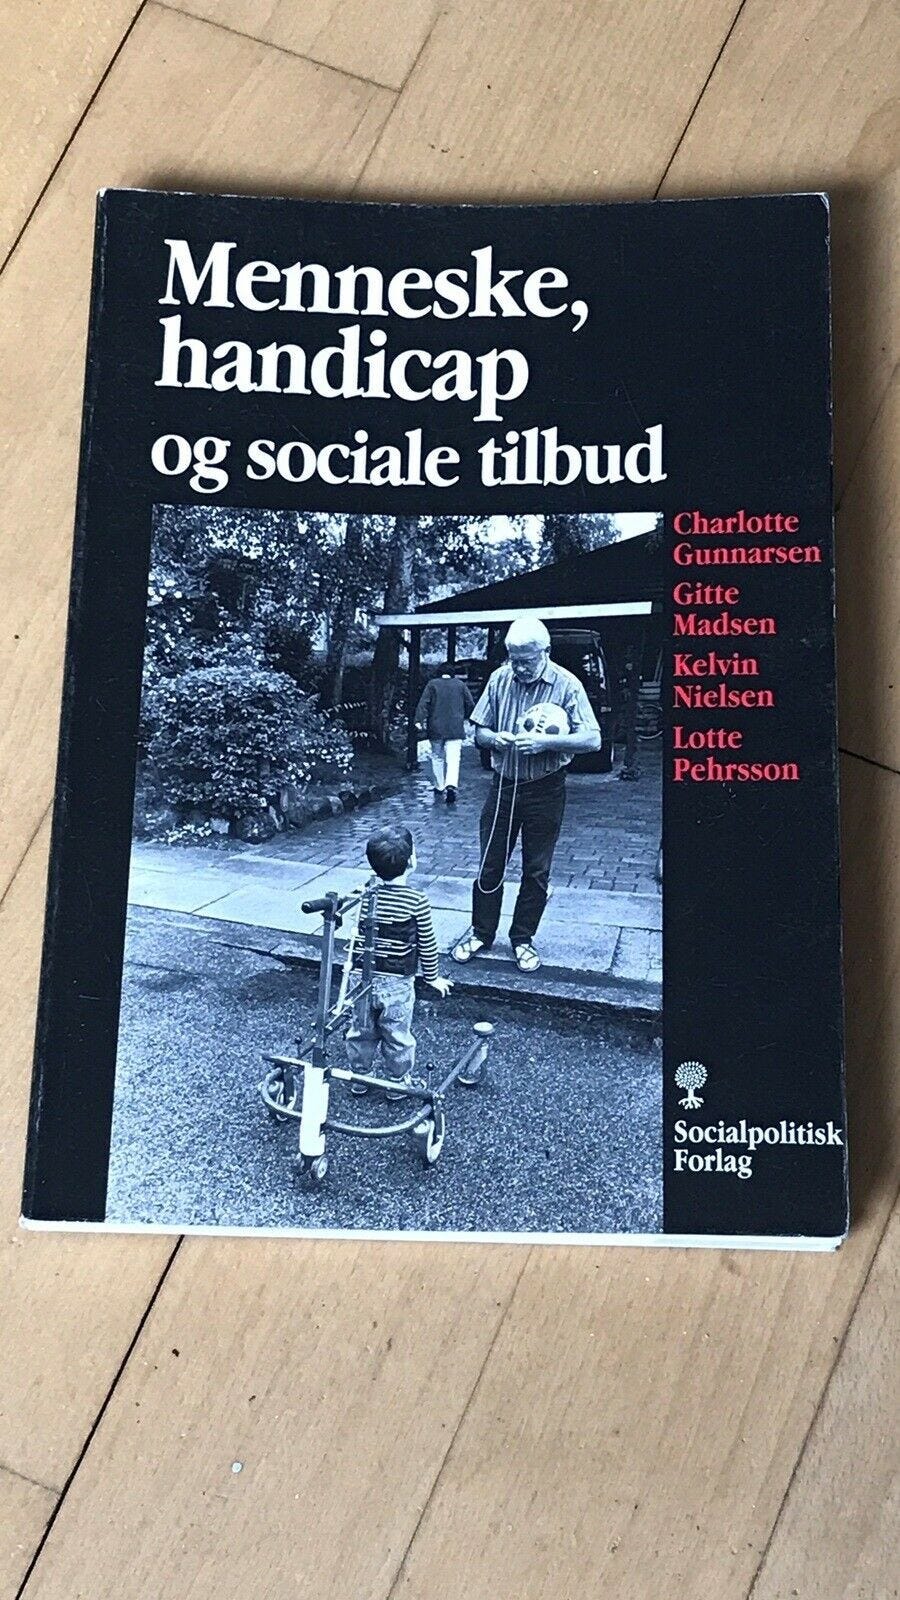 Menneske,
handicap
og sociale tilbud
Charlotte
Gunnarsen
Gitte
Madsen
Kelvin
Nielsen
Lotte
Pehrsson
Socialpolitisk
Forlag